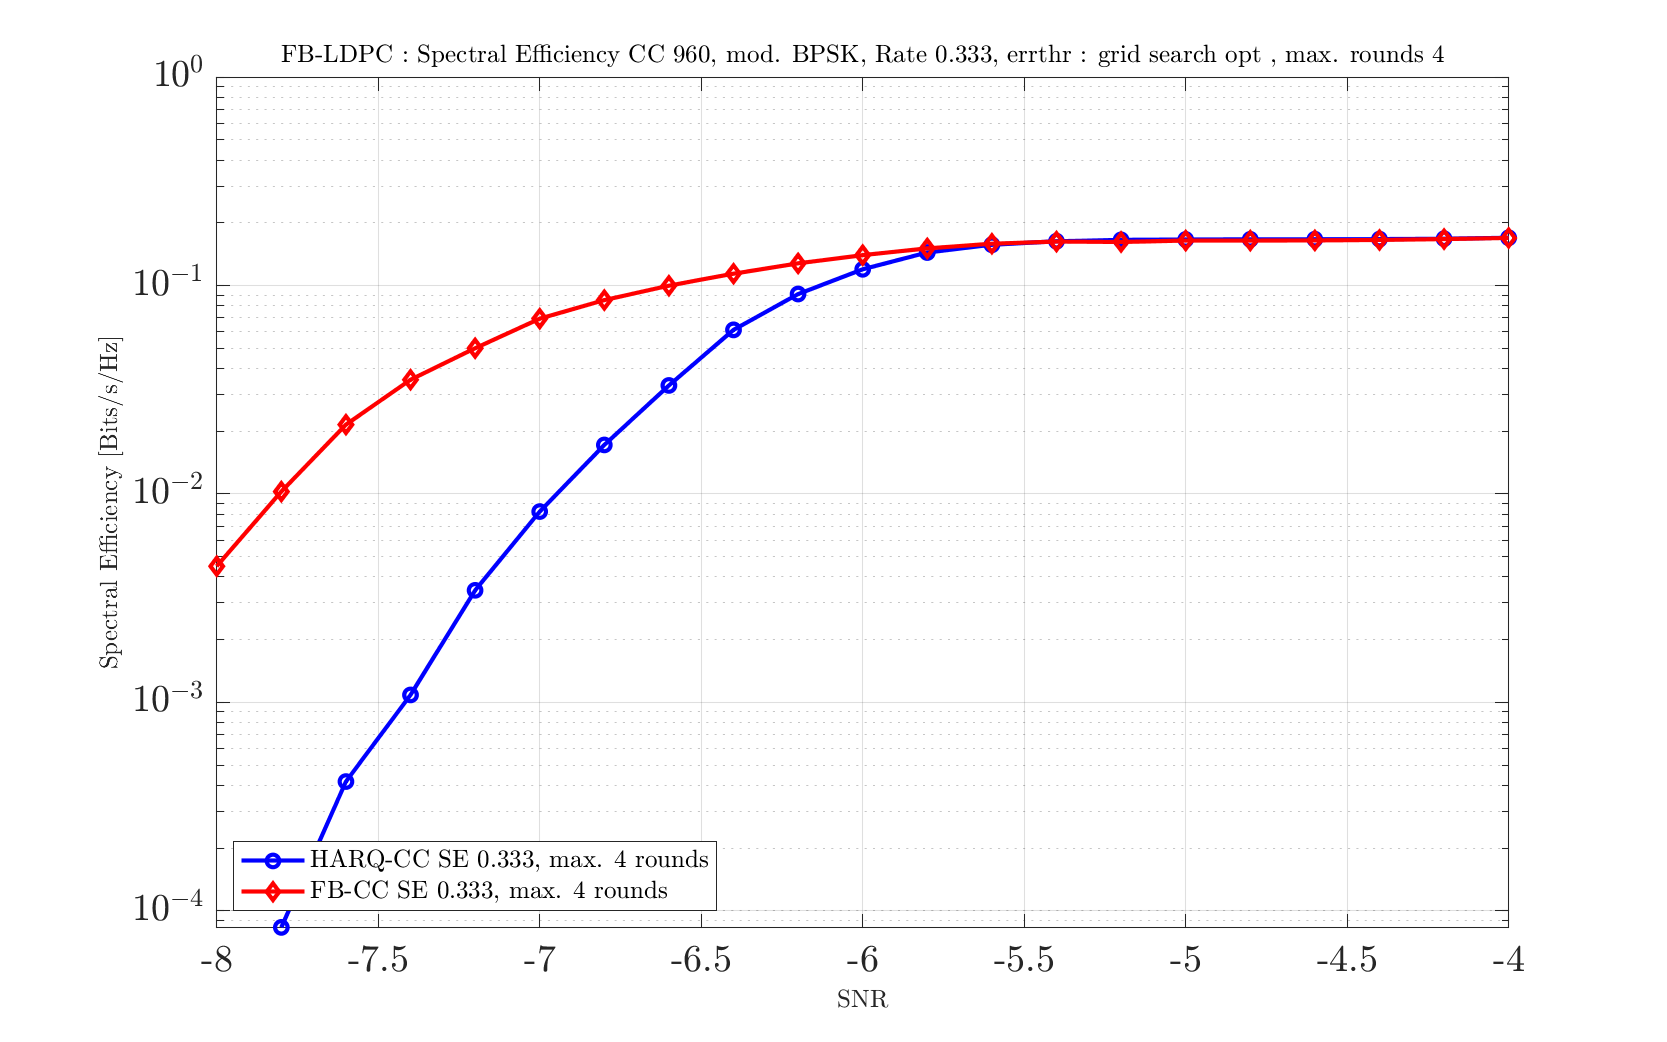 FB-LDPC : Spectral Efficiency CC 960, mod. BPSK, Rate 0.333, errthr : grid search opt , max. rounds 4
10^0
10^-1
10^-2
10^-3
10^-4
Spectral Efficiency [Bits/s/Hz]
HARQ-CC SE 0.333, max. 4 rounds
FB-CC SE 0.333, max. 4 rounds
-8 -7.5 -7 -6.5 -6 -5.5 -5 -4.5 -4
SNR